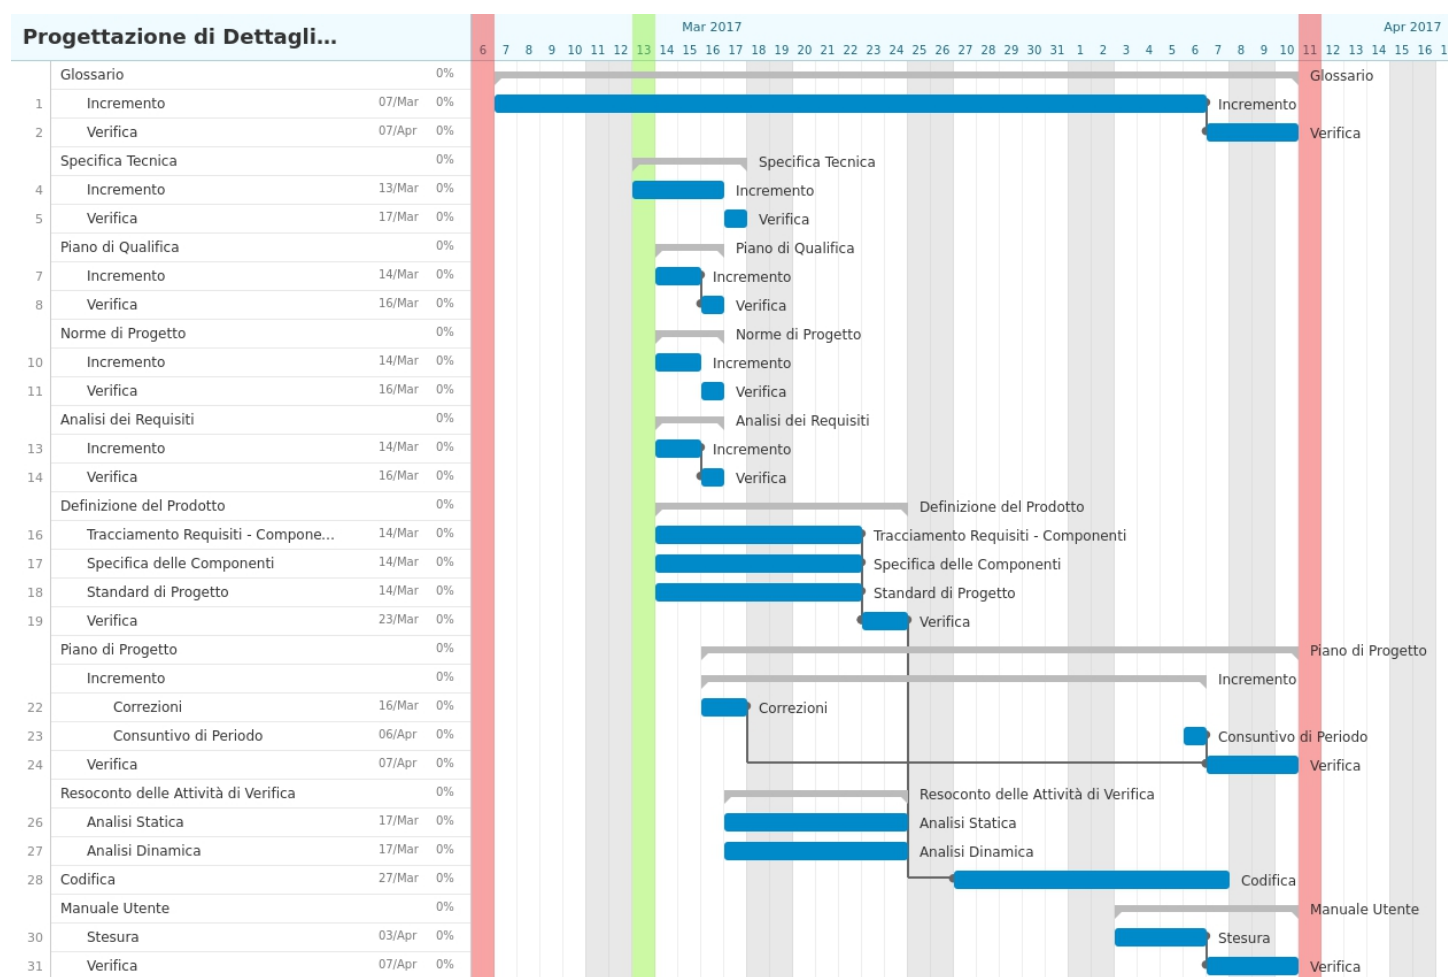 Progettazione di Dettagli...
Mar 2017
Apr 2017
6 7 8 9 10 11 12 13 14 15 16 17 18 19 20 21 22 23 24 25 26 27 28 29 30 31 1 2 3 4 5 6 7 8 9 10 11 12 13 14 15 16 1
Glossario 0% Glossario
1 Incremento 07/Mar 0% Incremento
2 Verifica 07/Apr 0% Verifica
Specifica Tecnica 0% Specifica Tecnica
4 Incremento 13/Mar 0% Incremento
5 Verifica 17/Mar 0% Verifica
Piano di Qualifica 0% Piano di Qualifica
7 Incremento 14/Mar 0% Incremento
8 Verifica 16/Mar 0% Verifica
Norme di Progetto 0% Norme di Progetto
10 Incremento 14/Mar 0% Incremento
11 Verifica 16/Mar 0% Verifica
Analisi dei Requisiti 0% Analisi dei Requisiti
13 Incremento 14/Mar 0% Incremento
14 Verifica 16/Mar 0% Verifica
Definizione del Prodotto 0% Definizione del Prodotto
16 Tracciamento Requisiti - Compone... 14/Mar 0% Tracciamento Requisiti - Componenti
17 Specifica delle Componenti 14/Mar 0% Specifica delle Componenti
18 Standard di Progetto 14/Mar 0% Standard di Progetto
19 Verifica 23/Mar 0% Verifica
Piano di Progetto 0% Piano di Progetto
Incremento 0% Incremento
22 Correzioni 16/Mar 0% Correzioni
23 Consuntivo di Periodo 06/Apr 0% Consuntivo di Periodo
24 Verifica 07/Apr 0% Verifica
Resoconto delle Attività di Verifica 0% Resoconto delle Attività di Verifica
26 Analisi Statica 17/Mar 0% Analisi Statica
27 Analisi Dinamica 17/Mar 0% Analisi Dinamica
28 Codifica 27/Mar 0% Codifica
Manuale Utente 0% Manuale Utente
30 Stesura 03/Apr 0% Stesura
31 Verifica 07/Apr 0% Verifica